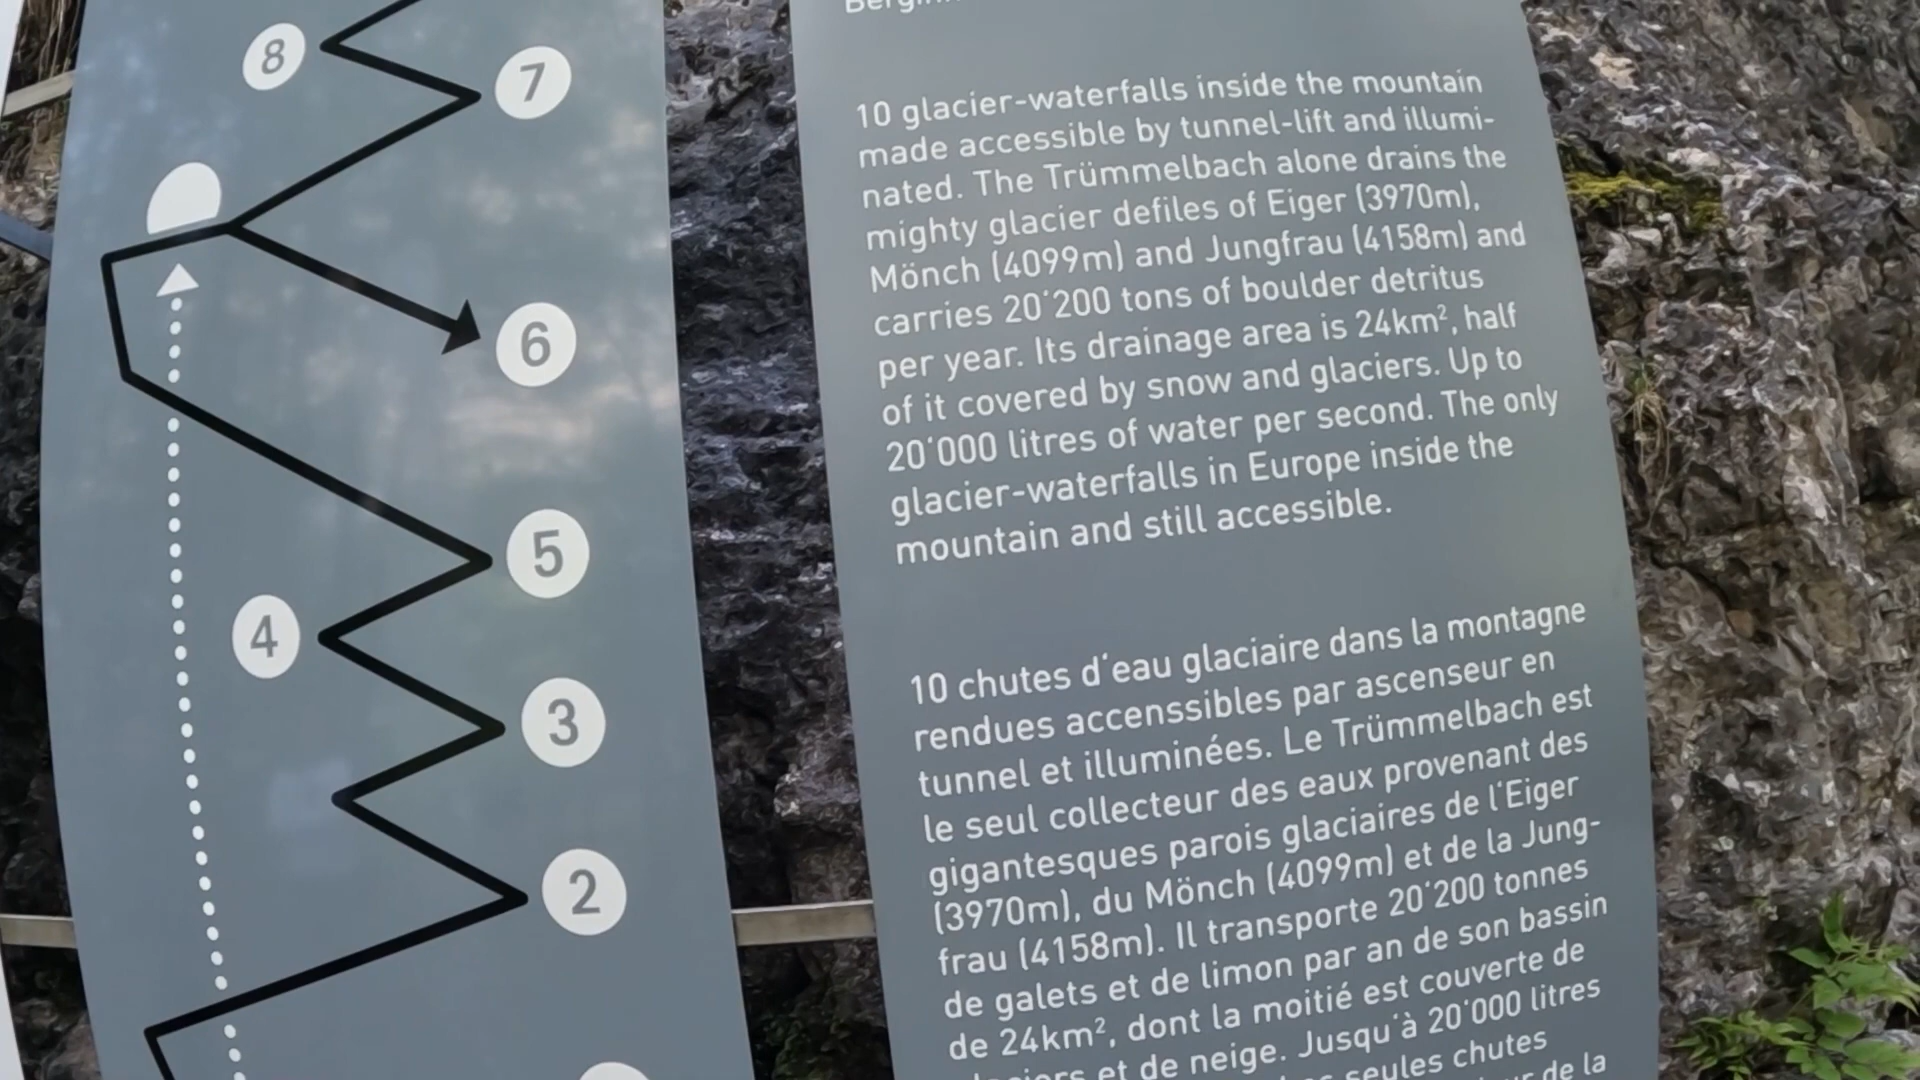 8
7
6
5
4
3
2
10 glacier-waterfalls inside the mountain
made accessible by tunnel-lift and illumi-
nated. The Trümmelbach alone drains the
mighty glacier defiles of Eiger (3970m),
Mönch (4099m) and Jungfrau (4158m) and
carries 20'200 tons of boulder detritus
per year. Its drainage area is 24km², half
of it covered by snow and glaciers. Up to
20'000 litres of water per second. The only
glacier-waterfalls in Europe inside the
mountain and still accessible.
10 chutes d'eau glaciaire dans la montagne
rendues accenssibles par ascenseur en
tunnel et illuminées. Le Trümmelbach est
le seul collecteur des eaux provenant des
gigantesques parois glaciaires de l'Eiger
(3970m), du Mönch (4099m) et de la Jung-
frau (4158m). Il transporte 20'200 tonnes
de galets et de limon par an de son bassin
de 24km², dont la moitié est couverte de
et de neige. Jusqu'à 20'000 litres
seules chutes
de la